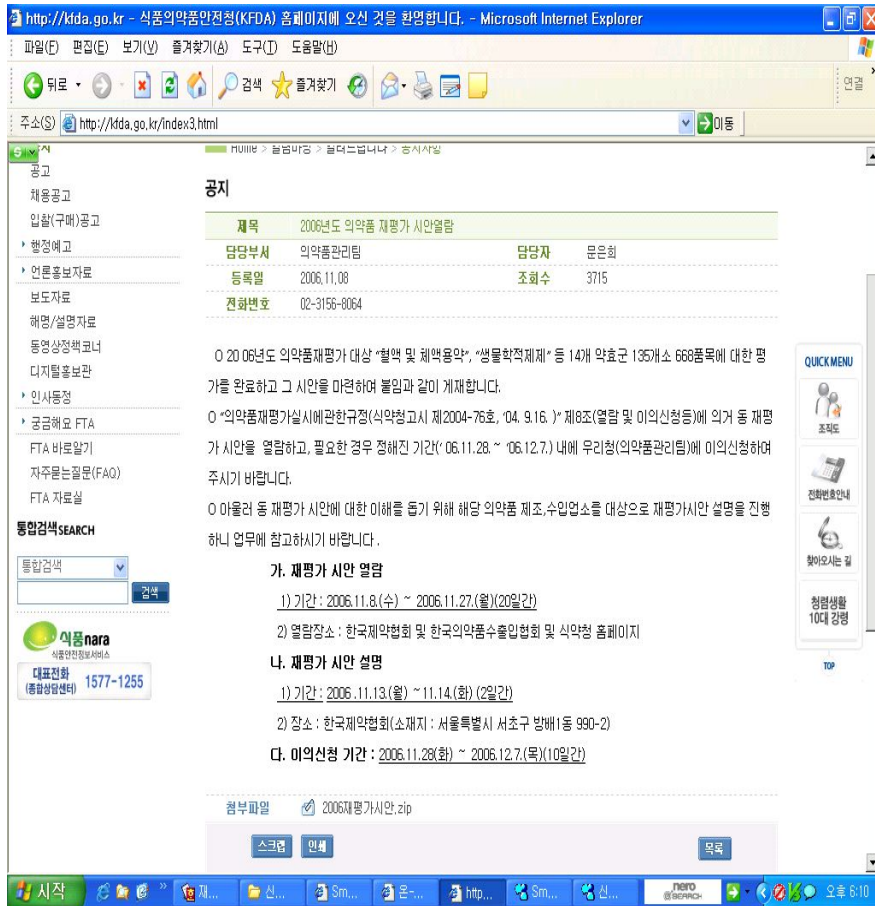 http://kfda.go.kr - 식품의약품안전청(KFDA) 홈페이지에 오신 것을 환영합니다. - Microsoft Internet Explorer
파일(F) 편집(E) 보기(V) 즐겨찾기(A) 도구(T) 도움말(H)
뒤로 검색 즐겨찾기 연결
주소(S) http://kfda.go.kr/index3.html 이동
공고
채용공고
입찰(구매)공고
행정예고
언론홍보자료
보도자료
해명/설명자료
동영상정책코너
디지털홍보관
인사동정
궁금해요 FTA
FTA 바로알기
자주묻는질문(FAQ)
FTA 자료실
통합검색SEARCH
통합검색
검색
식품nara
식품안전정보서비스
대표전화
(종합상담센터) 1577-1255
Home > 알림마당 > 알려드립니다 > 공지사항
공지
제목 2006년도 의약품 재평가 시안열람
담당부서 의약품관리팀 담당자 문은희
등록일 2006.11.08 조회수 3715
전화번호 02-3156-8064
O 20 06년도 의약품재평가 대상 “혈액 및 체액용약”, “생물학적제제” 등 14개 약효군 135개소 668품목에 대한 평
가를 완료하고 그 시안을 마련하여 붙임과 같이 게재합니다.
O “의약품재평가실시에관한규정(식약청고시 제2004-76호, ‘04. 9.16. )” 제8조(열람 및 이의신청등)에 의거 동 재평
가 시안을 열람하고, 필요한 경우 정해진 기간(‘ 06.11.28. ~ ‘06.12.7.) 내에 우리청(의약품관리팀)에 이의신청하여
주시기 바랍니다.
O 아울러 동 재평가 시안에 대한 이해를 돕기 위해 해당 의약품 제조,수입업소를 대상으로 재평가시안 설명을 진행
하니 업무에 참고하시기 바랍니다 .
가. 재평가 시안 열람
1) 기간 : 2006.11.8.(수) ~ 2006.11.27.(월)(20일간)
2) 열람장소 : 한국제약협회 및 한국의약품수출입협회 및 식약청 홈페이지
나. 재평가 시안 설명
1) 기간 : 2006 .11.13.(월) ~11.14.(화) (2일간)
2) 장소 : 한국제약협회(소재지 : 서울특별시 서초구 방배1동 990-2)
다. 이의신청 기간 : 2006.11.28(화) ~ 2006.12.7.(목)(10일간)
첨부파일 2006재평가시안.zip
스크랩 인쇄 목록
QUICK MENU
조직도
전화번호안내
찾아오시는 길
청렴생활
10대 강령
TOP
시작 재... 신... Sm... 온-... http... Sm... 신... nero SEARCH 오후 6:10